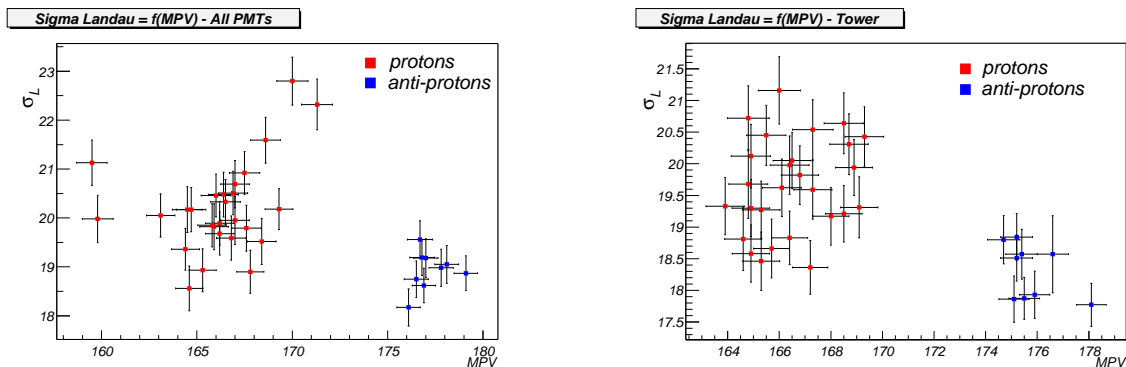 Sigma Landau = f(MPV) - All PMTs
σL
23
22
21
20
19
18
protons
anti-protons
160
165
170
175
180
MPV
Sigma Landau = f(MPV) - Tower
σL
21.5
21
20.5
20
19.5
19
18.5
18
17.5
protons
anti-protons
164
166
168
170
172
174
176
178
MPV